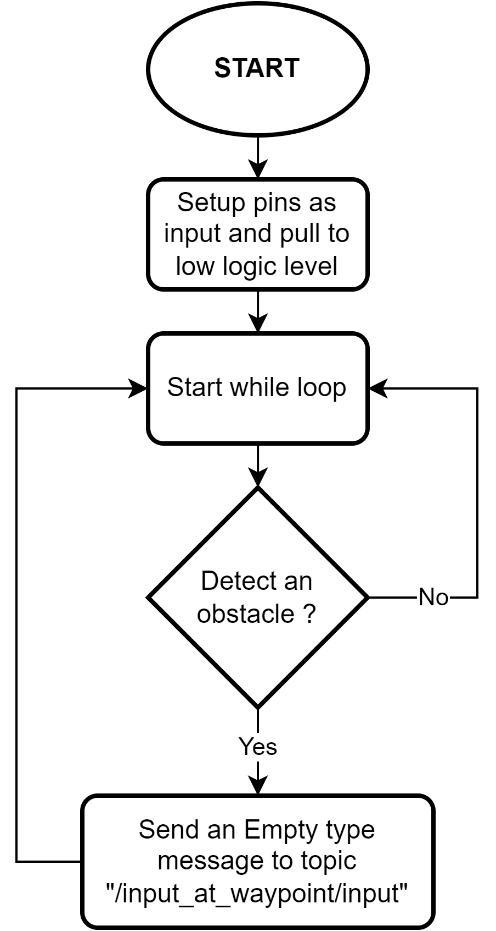 START
Setup pins as
input and pull to
low logic level
Start while loop
Detect an
obstacle ?
No
Yes
Send an Empty type
message to topic
"/input_at_waypoint/input"